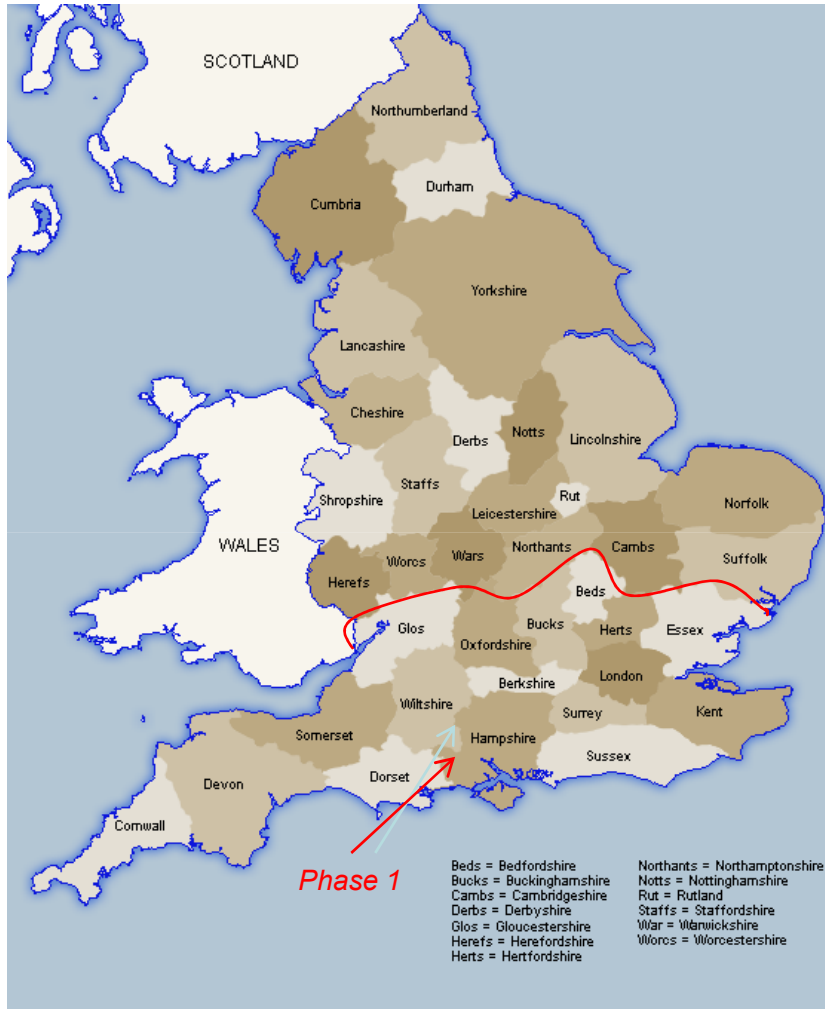 SCOTLAND
Northumberland
Durham
Cumbria
Yorkshire
Lancashire
Cheshire
Derbs
Notts
Lincolnshire
Staffs
Shropshire
Rut
Norfolk
Leicestershire
WALES
Herefs
Worcs
Wars
Northants
Cambs
Suffolk
Beds
Glos
Bucks
Herts
Essex
Oxfordshire
London
Berkshire
Wiltshire
Surrey
Kent
Somerset
Hampshire
Sussex
Devon
Dorset
Cornwall
Phase 1
Beds = Bedfordshire
Bucks = Buckinghamshire
Cambs = Cambridgeshire
Derbs = Derbyshire
Glos = Gloucestershire
Herefs = Herefordshire
Herts = Hertfordshire
Northants = Northamptonshire
Notts = Nottinghamshire
Rut = Rutland
Staffs = Staffordshire
War = Warwickshire
Worcs = Worcestershire